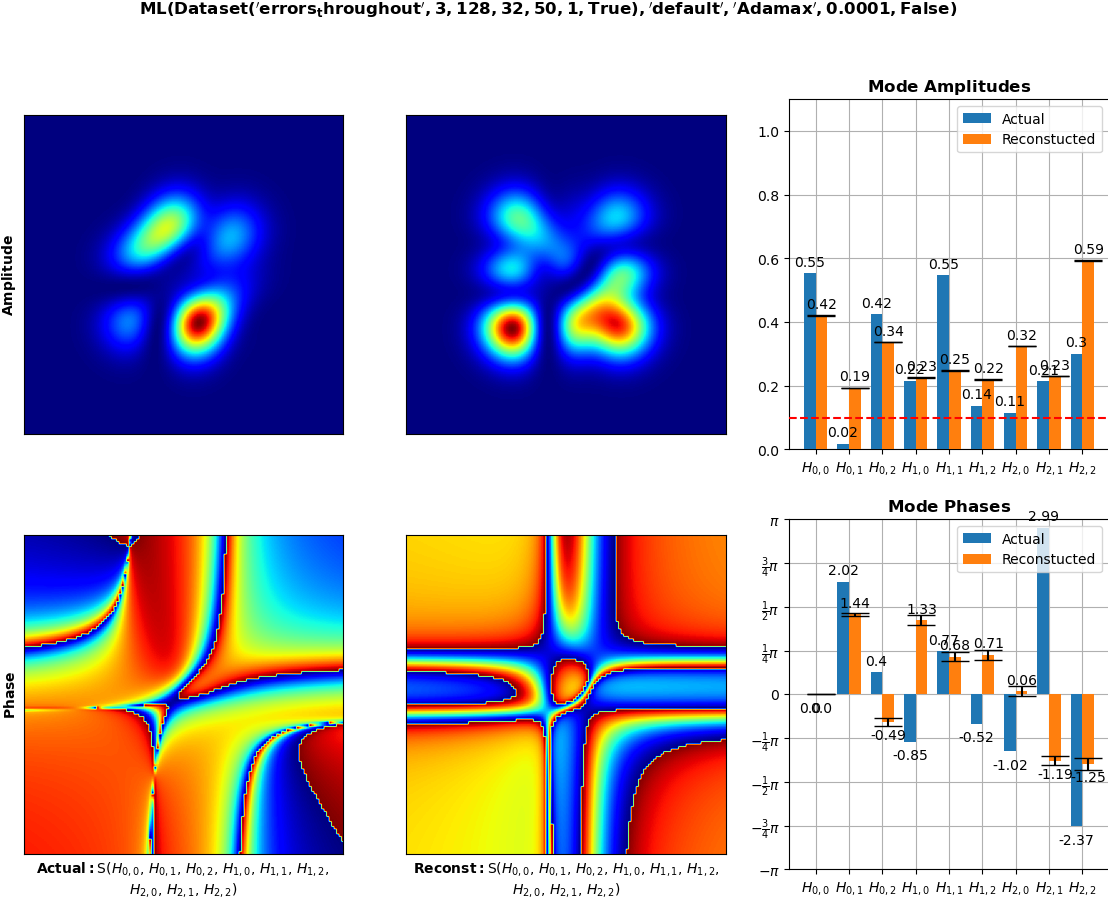 ML(Dataset(′errors_throughout′, 3, 128, 32, 50, 1, True), ′default′, ′Adamax′, 0.0001, False)
Amplitude
Mode Amplitudes
Actual
Reconstucted
1.0
0.8
0.6
0.4
0.2
0.0
0.55
0.42
0.02
0.19
0.42
0.34
0.22
0.23
0.55
0.25
0.14
0.22
0.11
0.32
0.21
0.23
0.3
0.59
H0,0 H0,1 H0,2 H1,0 H1,1 H1,2 H2,0 H2,1 H2,2
Phase
Actual: S(H0,0, H0,1, H0,2, H1,0, H1,1, H1,2,
H2,0, H2,1, H2,2)
Reconst: S(H0,0, H0,1, H0,2, H1,0, H1,1, H1,2,
H2,0, H2,1, H2,2)
Mode Phases
Actual
Reconstucted
π
3/4π
1/2π
1/4π
0
−1/4π
−1/2π
−3/4π
−π
0.0
0.0
2.02
1.44
0.4
-0.49
-0.85
1.33
0.77
0.68
-0.52
0.71
-1.02
0.06
2.99
-1.19
-2.37
-1.25
H0,0 H0,1 H0,2 H1,0 H1,1 H1,2 H2,0 H2,1 H2,2